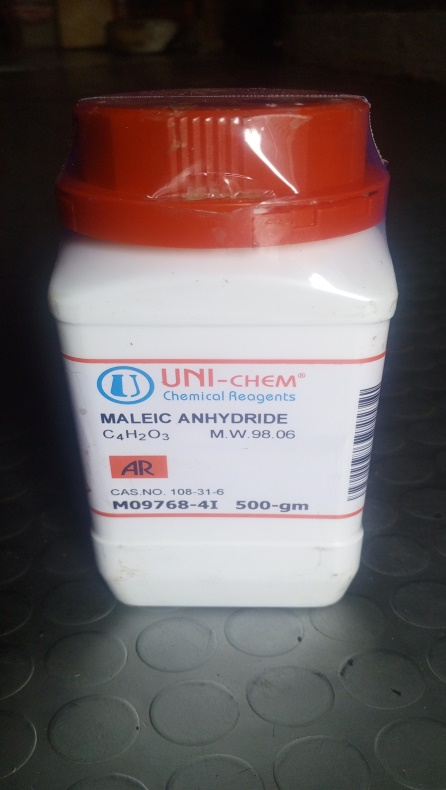 UNI-CHEM®
Chemical Reagents
MALEIC ANHYDRIDE
C₄H₂O₃ M.W.98.06
AR
CAS.NO. 108-31-6
M09768-4I 500-gm